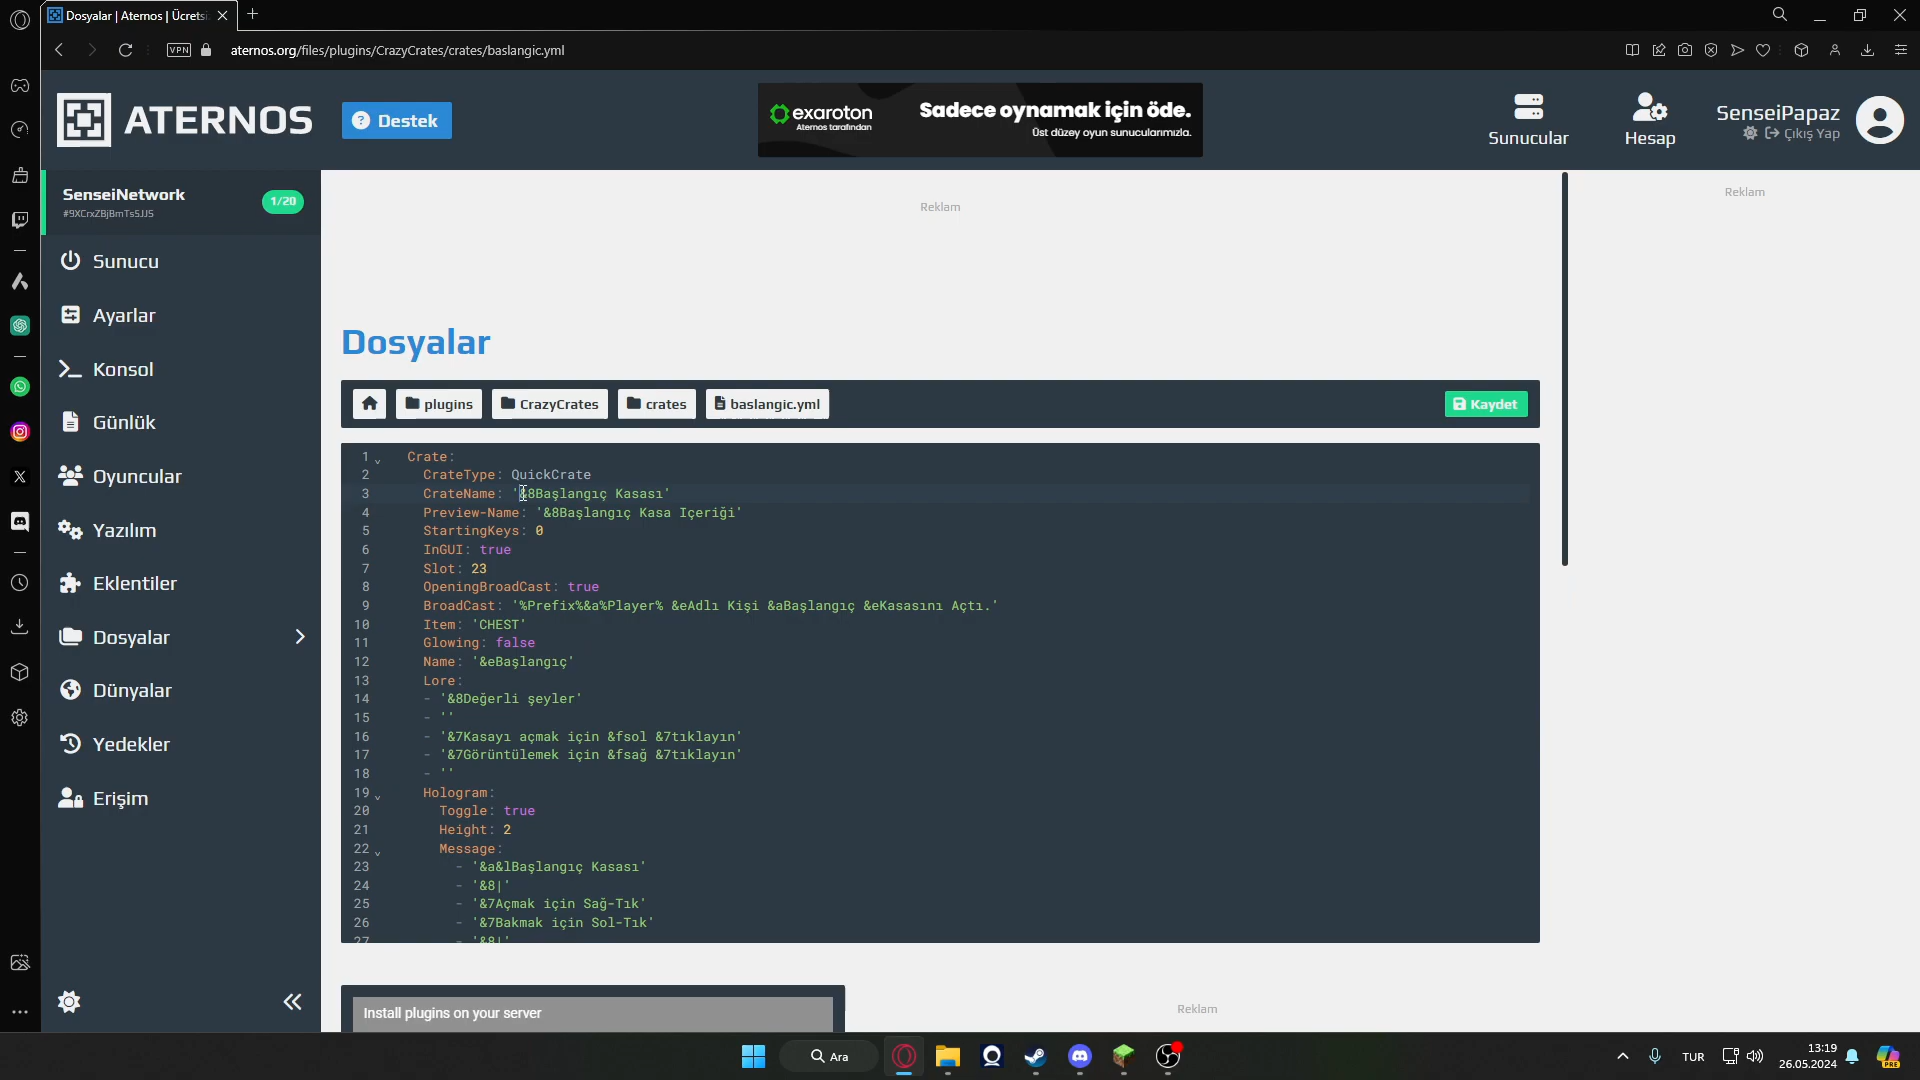 Dosyalar | Aternos | Ücretsi
VPN
aternos.org/files/plugins/CrazyCrates/crates/baslangic.yml
ATERNOS
Destek
exaroton
Aternos tarafından
Sadece oynamak için öde.
Üst düzey oyun sunucularımızla.
Sunucular
Hesap
SenseiPapaz
Çıkış Yap
SenseiNetwork
1/20
Sunucu
Ayarlar
Konsol
Günlük
Oyuncular
Yazılım
Eklentiler
Dosyalar
Dünyalar
Yedekler
Erişim
Reklam
Reklam
Dosyalar
plugins
CrazyCrates
crates
baslangic.yml
Kaydet
1 Crate:
2 CrateType: QuickCrate
3 CrateName: '&8Başlangıç Kasası'
4 Preview-Name: '&8Başlangıç Kasa Içeriği'
5 StartingKeys: 0
6 InGUI: true
7 Slot: 23
8 OpeningBroadCast: true
9 BroadCast: '%Prefix%&a%Player% &eAdlı Kişi &aBaşlangıç &eKasasını Açtı.'
10 Item: 'CHEST'
11 Glowing: false
12 Name: '&eBaşlangıç'
13 Lore:
14 - '&8Değerli şeyler'
15 - ''
16 - '&7Kasayı açmak için &fsol &7tıklayın'
17 - '&7Görüntülemek için &fsağ &7tıklayın'
18 - ''
19 Hologram:
20 Toggle: true
21 Height: 2
22 Message:
23 - '&a&lBaşlangıç Kasası'
24 - '&8|'
25 - '&7Açmak için Sağ-Tık'
26 - '&7Bakmak için Sol-Tık'
27 - '&8|'
Install plugins on your server
Reklam
Ara
TUR
13:19
26.05.2024
PRE